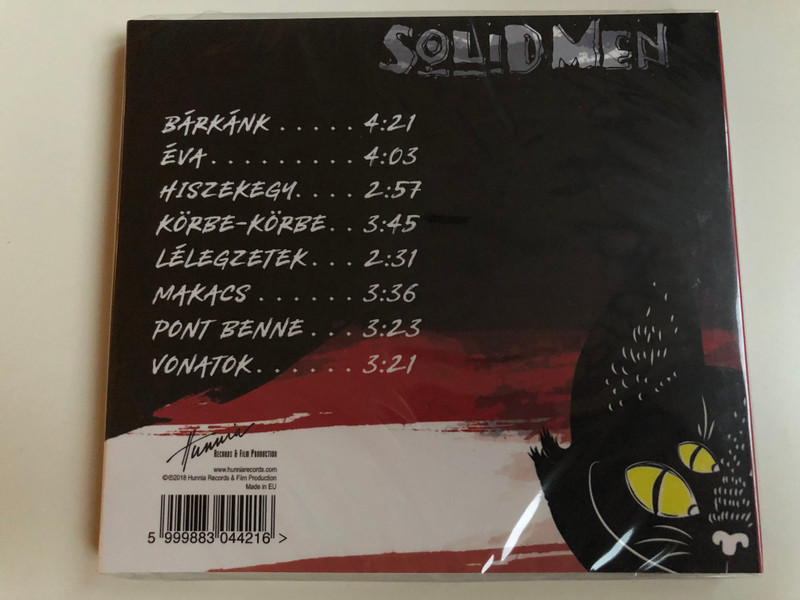 SOLID MEN
BÁRKÁNK ..... 4:21
ÉVA......... 4:03
HISZEKEGY.... 2:57
KÖRBE-KÖRBE.. 3:45
LÉLEGZETEK... 2:31
MAKACS ...... 3:36
PONT BENNE ... 3:23
VONATOK...... 3:21
Hunnia
RECORDS & FILM PRODUCTION
www.hunniarecords.com
©℗2018 Hunnia Records & Film Production
Made in EU
5 999883 044216 >